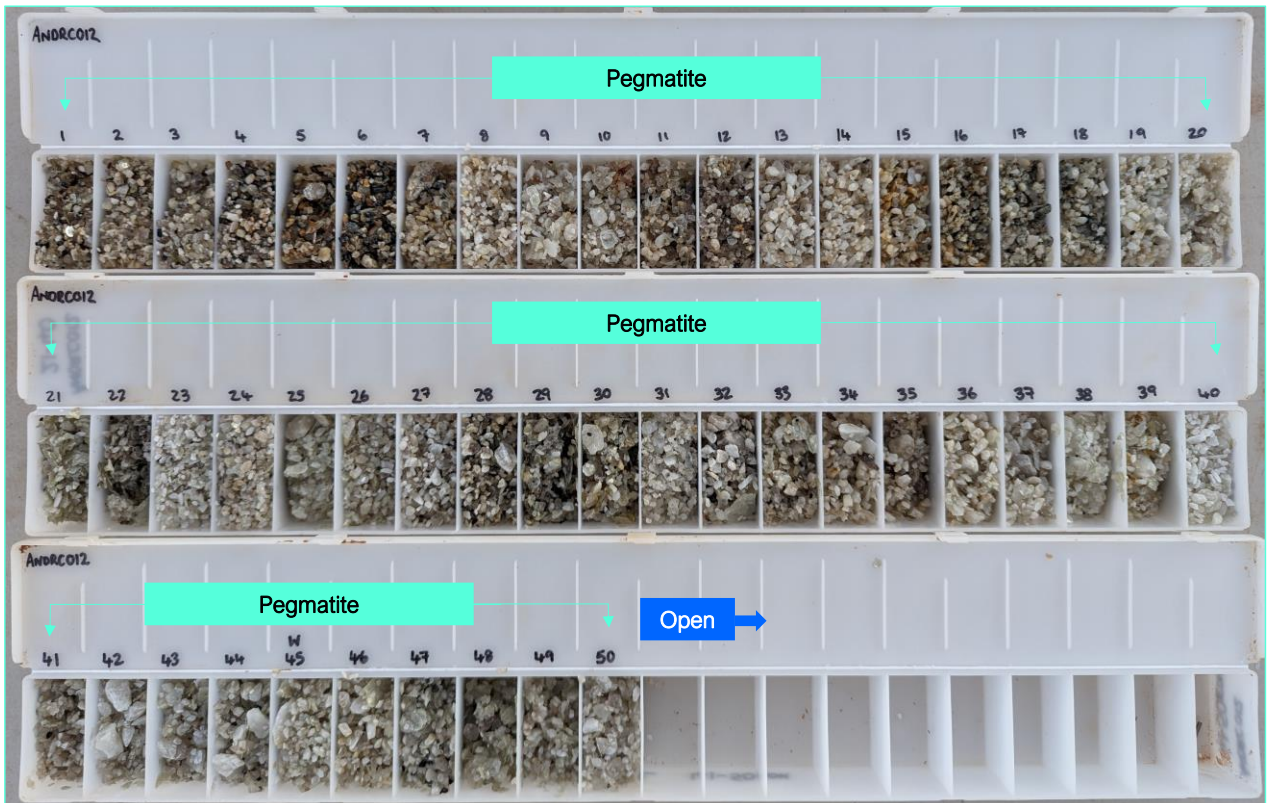 ANDRC012
Pegmatite
1 2 3 4 5 6 7 8 9 10 11 12 13 14 15 16 17 18 19 20
ANDRC012
Pegmatite
21 22 23 24 25 26 27 28 29 30 31 32 33 34 35 36 37 38 39 40
ANDRC012
Pegmatite
Open
W
41 42 43 44 45 46 47 48 49 50